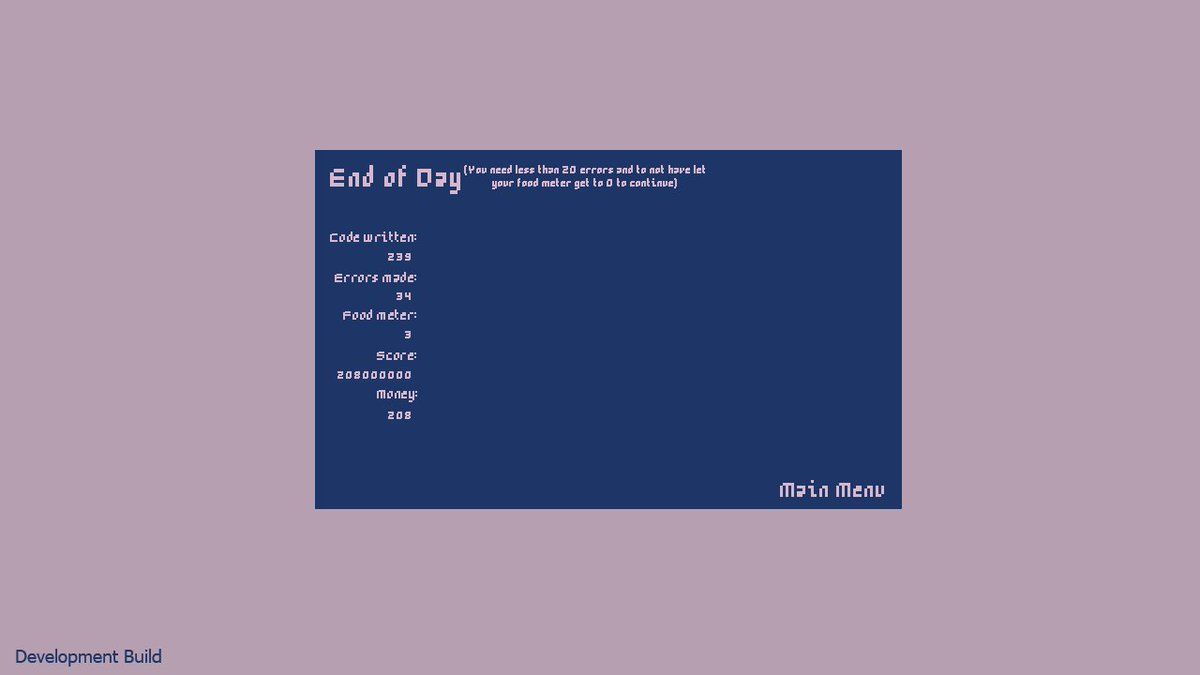 End of Day
(You need less than 20 errors and to not have let
your food meter get to 0 to continue)
Code written:
239
Errors made:
34
Food meter:
3
Score:
208000000
Money:
208
Main Menu
Development Build